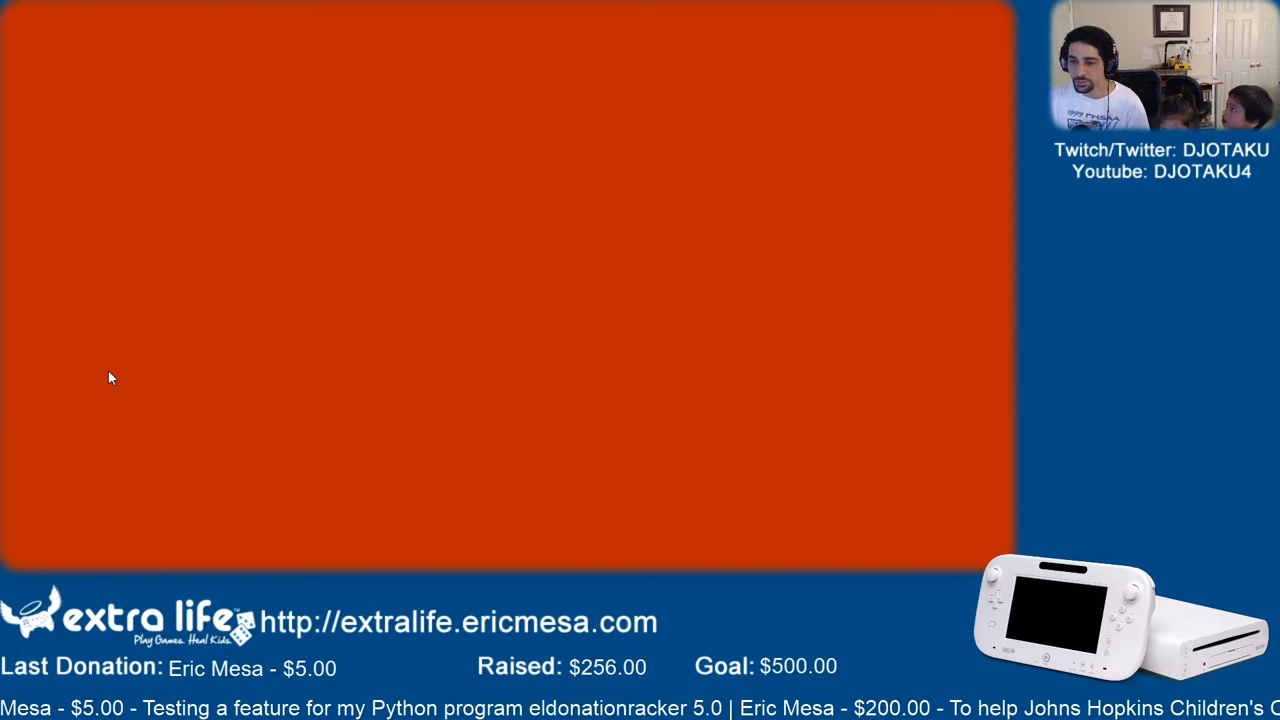 1999 FHSAA
Twitch/Twitter: DJOTAKU
Youtube: DJOTAKU4
extra life
Play Games. Heal Kids.
http://extralife.ericmesa.com
Last Donation: Eric Mesa - $5.00
Raised: $256.00
Goal: $500.00
Mesa - $5.00 - Testing a feature for my Python program eldonationracker 5.0 | Eric Mesa - $200.00 - To help Johns Hopkins Children's C